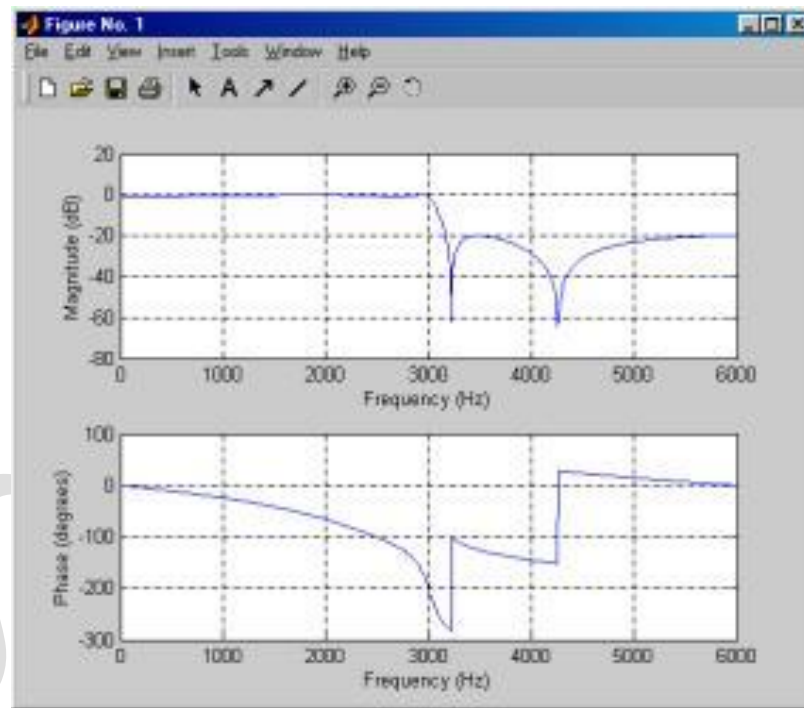 Figure No. 1
File Edit View Insert Tools Window Help
A
20
0
-20
-40
-60
-80
Magnitude (dB)
0 1000 2000 3000 4000 5000 6000
Frequency (Hz)
100
0
-100
-200
-300
Phase (degrees)
0 1000 2000 3000 4000 5000 6000
Frequency (Hz)